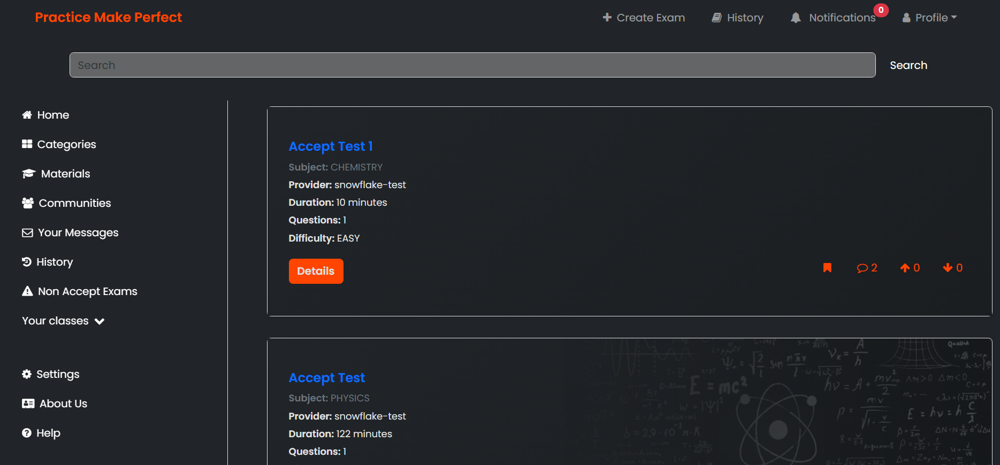 Practice Make Perfect
Create Exam
History
Notifications
0
Profile
Search
Search
Home
Categories
Materials
Communities
Your Messages
History
Non Accept Exams
Your classes
Settings
About Us
Help
Accept Test 1
Subject: CHEMISTRY
Provider: snowflake-test
Duration: 10 minutes
Questions: 1
Difficulty: EASY
Details
2
0
0
Accept Test
Subject: PHYSICS
Provider: snowflake-test
Duration: 122 minutes
Questions: 1
E = mc²
W = |Ψ|²
E = hν = h C/λ